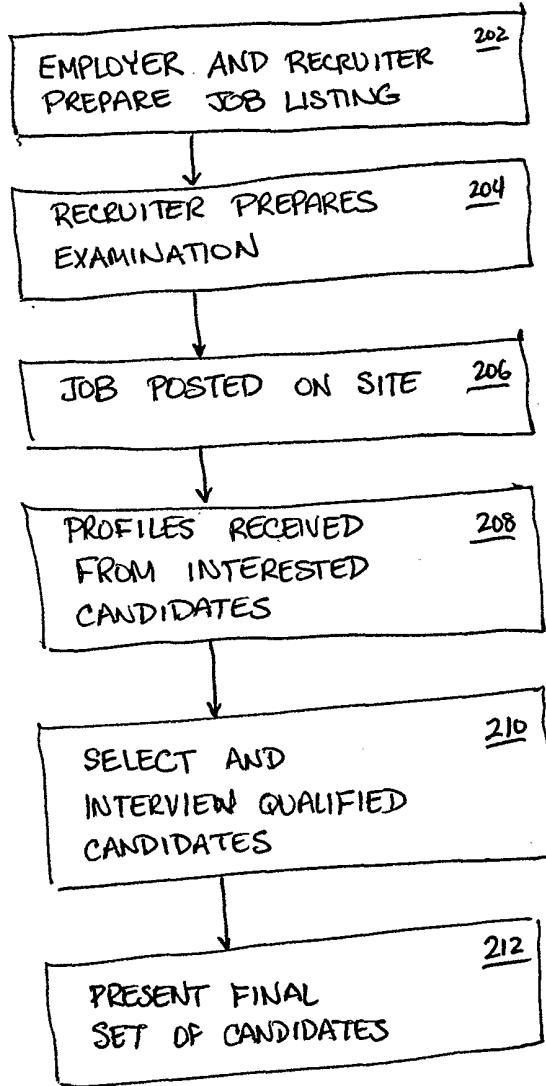 202
EMPLOYER AND RECRUITER
PREPARE JOB LISTING
204
RECRUITER PREPARES
EXAMINATION
JOB POSTED ON SITE 206
PROFILES RECEIVED 208
FROM INTERESTED
CANDIDATES
210
SELECT AND
INTERVIEW QUALIFIED
CANDIDATES
212
PRESENT FINAL
SET OF CANDIDATES